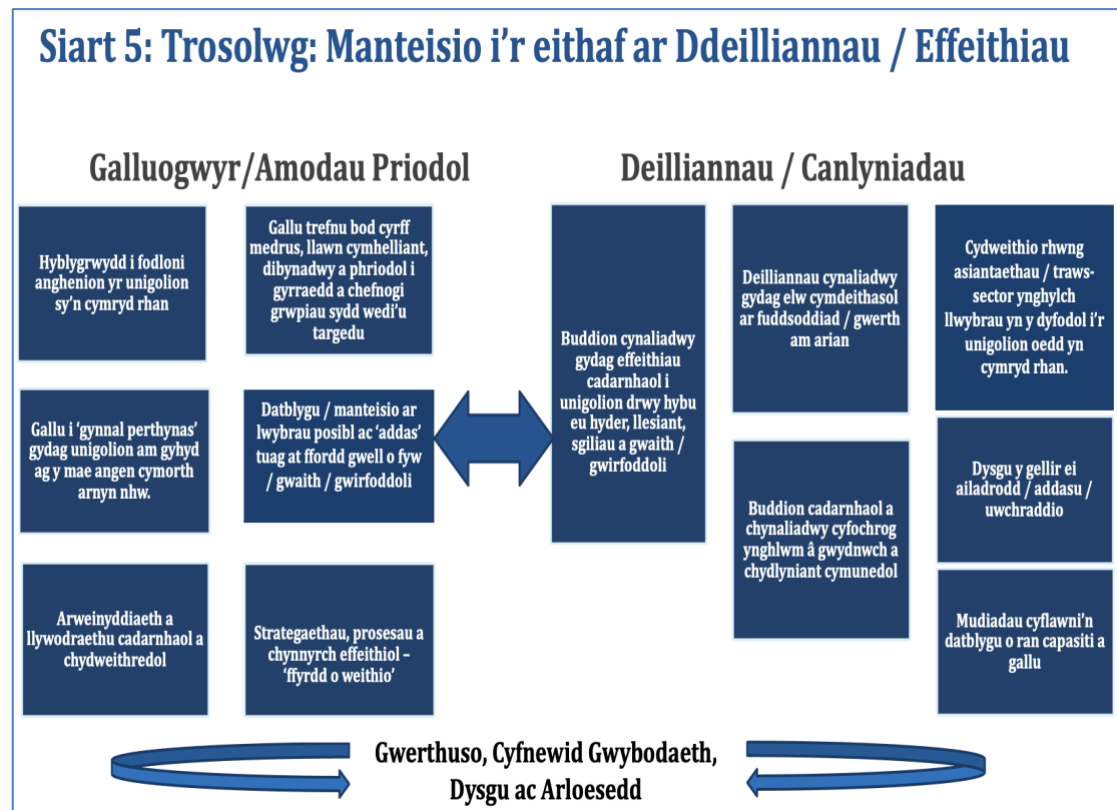 Siart 5: Trosolwg: Manteisio i'r eithaf ar Ddeilliannau / Effeithiau
Galluogwyr/Amodau Priodol
Hyblygrwydd i fodloni
anghenion yr unigolion
sy'n cymryd rhan
Gallu trefnu bod cyrff
medrus, llawn cymhelliant,
dibynadwy a phriodol i
gyrraedd a chefnogi
grwpiau sydd wedi'u
targedu
Gallu i 'gynnal perthynas'
gydag unigolion am gyhyd
ag y mae angen cymorth
arnyn nhw.
Datblygu / manteisio ar
lwybrau posibl ac 'addas'
tuag at ffordd gwell o fyw
/ gwaith / gwirfoddoli
Arweinyddiaeth a
llywodraethu cadarnhaol a
chydweithredol
Strategaethau, prosesau a
chynnyrch effeithiol –
'ffyrdd o weithio'
Deilliannau / Canlyniadau
Buddion cynaliadwy
gydag effeithiau
cadarnhaol i
unigolion drwy hybu
eu hyder, llesiant,
sgiliau a gwaith /
gwirfoddoli
Deilliannau cynaliadwy
gydag elw cymdeithasol
ar fuddsoddiad / gwerth
am arian
Buddion cadarnhaol a
chynaliadwy cyfochrog
ynghlwm â gwydnwch a
chydlyniant cymunedol
Cydweithio rhwng
asiantaethau / traws-
sector ynghylch
llwybrau yn y dyfodol i'r
unigolion oedd yn
cymryd rhan.
Dysgu y gellir ei
ailadrodd / addasu /
uwchraddio
Mudiadau cyflawni'n
datblygu o ran capasiti a
gallu
Gwerthuso, Cyfnewid Gwybodaeth,
Dysgu ac Arloesedd